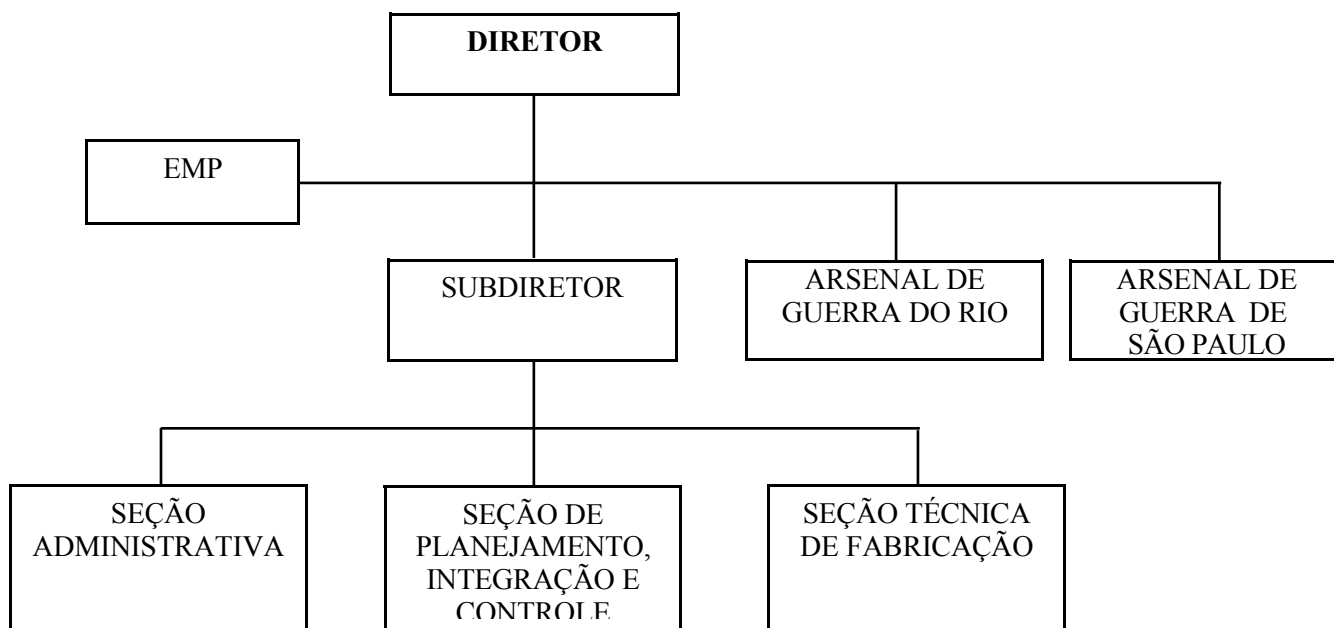 DIRETOR
EMP
SUBDIRETOR
ARSENAL DE
GUERRA DO RIO
ARSENAL DE
GUERRA DE
SÃO PAULO
SEÇÃO
ADMINISTRATIVA
SEÇÃO DE
PLANEJAMENTO,
INTEGRAÇÃO E
CONTROLE
SEÇÃO TÉCNICA
DE FABRICAÇÃO